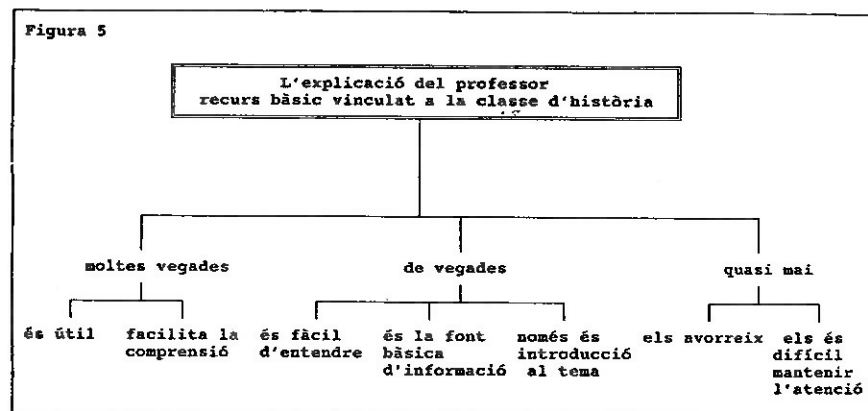 Figura 5
L'explicació del professor
recurs bàsic vinculat a la classe d'història
moltes vegades
de vegades
quasi mai
és útil
facilita la
comprensió
és fàcil
d'entendre
és la font
bàsica
d'informació
només és
introducció
al tema
els avorreix
els és
difícil
mantenir
l'atenció